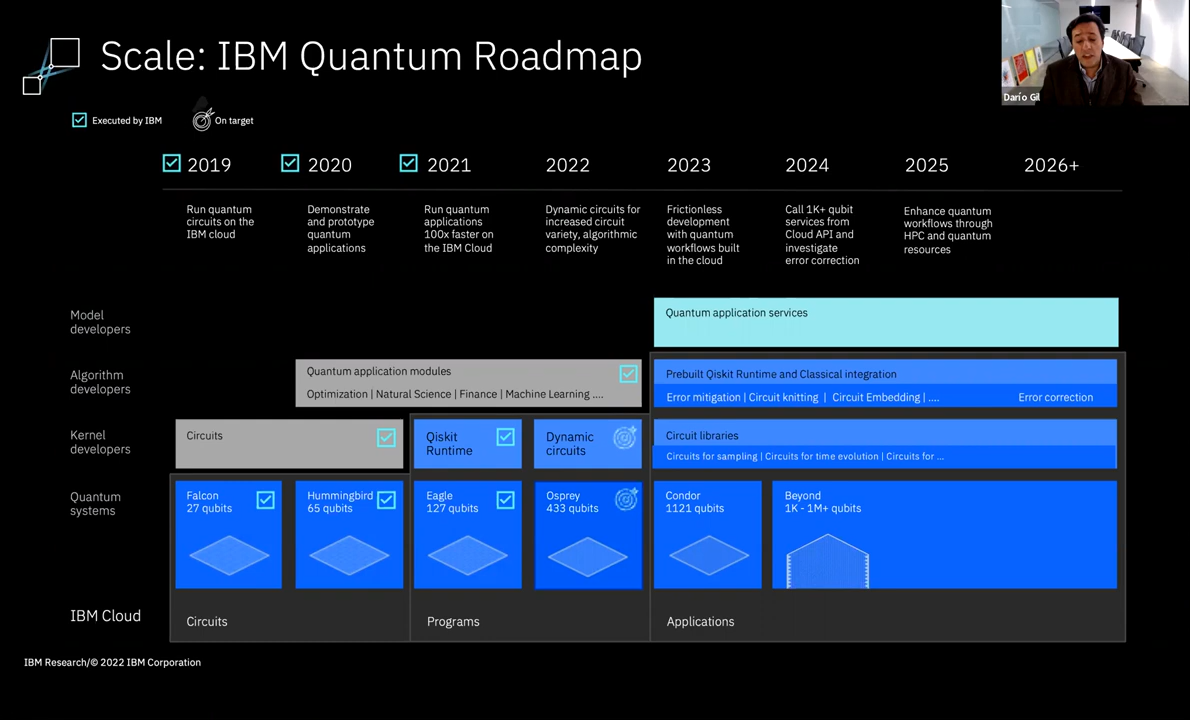 Scale: IBM Quantum Roadmap
Darío Gil
Executed by IBM
On target
2019
2020
2021
2022
2023
2024
2025
2026+
Run quantum
circuits on the
IBM cloud
Demonstrate
and prototype
quantum
applications
Run quantum
applications
100x faster on
the IBM Cloud
Dynamic circuits for
increased circuit
variety, algorithmic
complexity
Frictionless
development
with quantum
workflows built
in the cloud
Call 1K+ qubit
services from
Cloud API and
investigate
error correction
Enhance quantum
workflows through
HPC and quantum
resources
Model
developers
Quantum application services
Algorithm
developers
Quantum application modules
Optimization | Natural Science | Finance | Machine Learning ....
Prebuilt Qiskit Runtime and Classical integration
Error mitigation | Circuit knitting | Circuit Embedding | ....
Error correction
Kernel
developers
Circuits
Qiskit
Runtime
Dynamic
circuits
Circuit libraries
Circuits for sampling | Circuits for time evolution | Circuits for ...
Quantum
systems
Falcon
27 qubits
Hummingbird
65 qubits
Eagle
127 qubits
Osprey
433 qubits
Condor
1121 qubits
Beyond
1K - 1M+ qubits
IBM Cloud
Circuits
Programs
Applications
IBM Research/© 2022 IBM Corporation